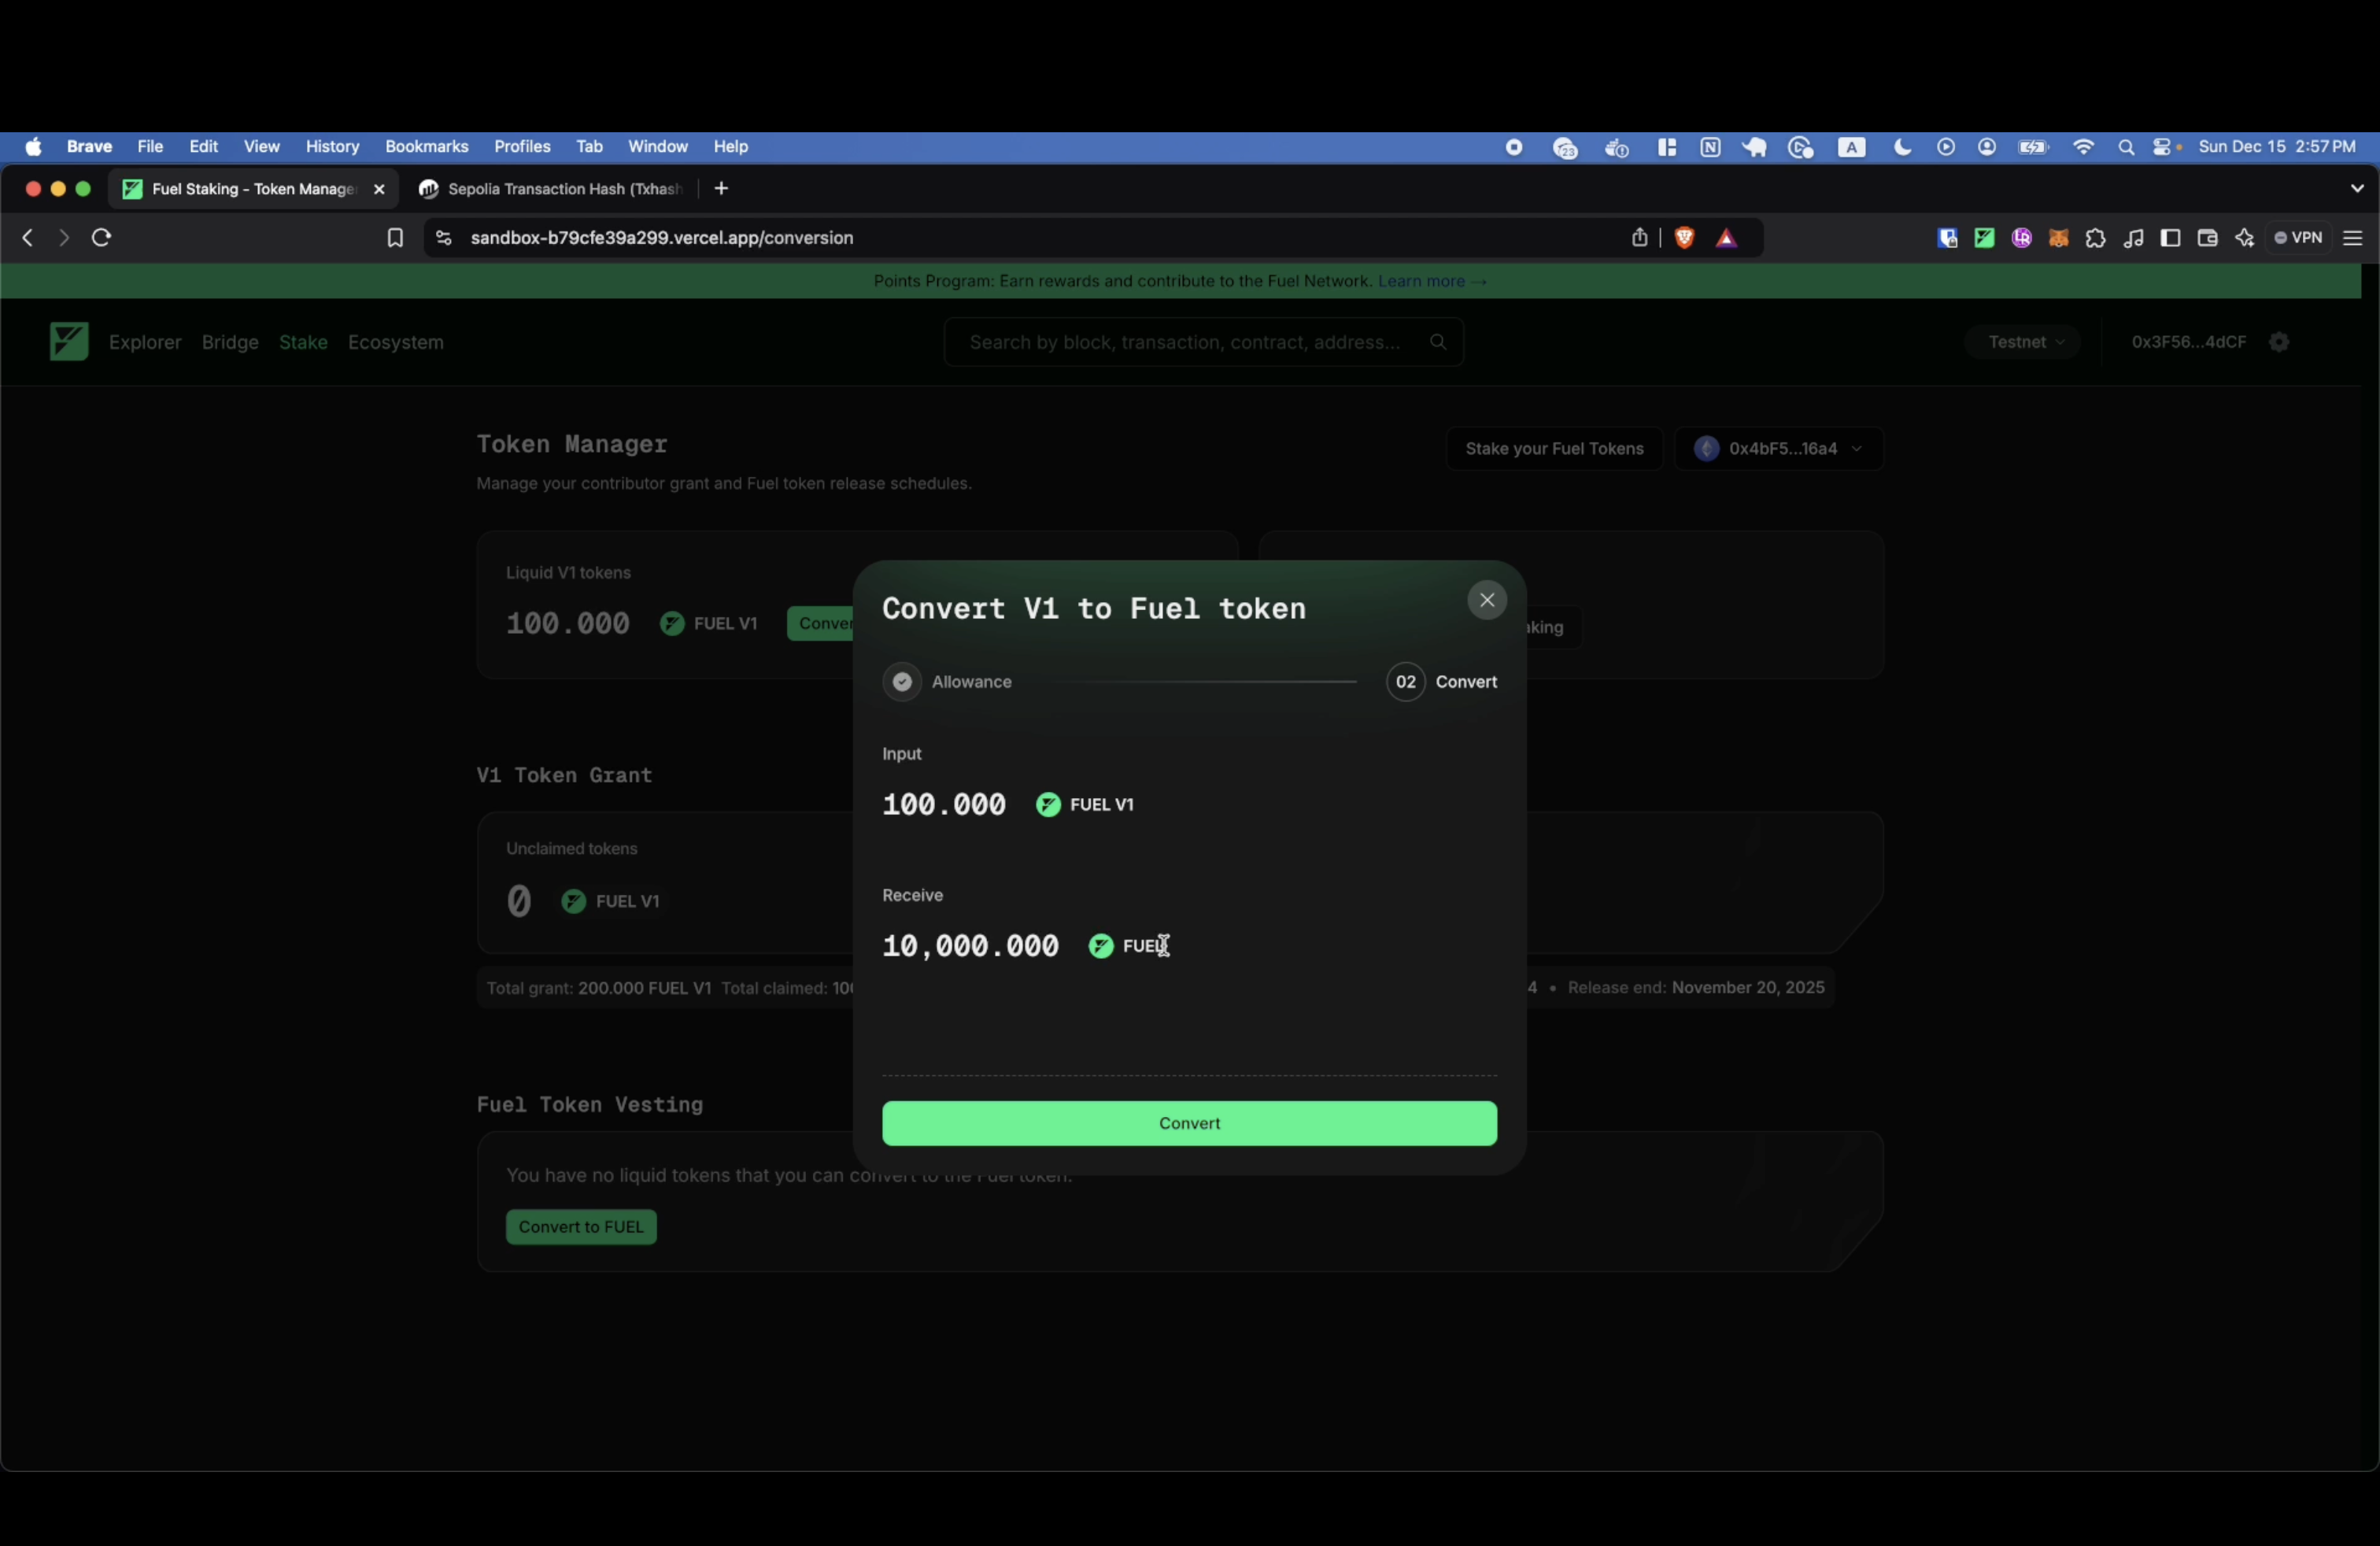 Brave File Edit View History Bookmarks Profiles Tab Window Help
23 A Sun Dec 15 2:57 PM
Fuel Staking - Token Manage
Sepolia Transaction Hash (Txhash
sandbox-b79cfe39a299.vercel.app/conversion
VPN
Points Program: Earn rewards and contribute to the Fuel Network. Learn more →
Explorer Bridge Stake Ecosystem
Search by block, transaction, contract, address...
Testnet
0x3F56...4dCF
Token Manager
Manage your contributor grant and Fuel token release schedules.
Stake your Fuel Tokens
0x4bF5...16a4
Liquid V1 tokens
100.000 FUEL V1 Conver
aking
Convert V1 to Fuel token
Allowance
02 Convert
Input
100.000 FUEL V1
Receive
10,000.000 FUEL
Convert
V1 Token Grant
Unclaimed tokens
0 FUEL V1
Total grant: 200.000 FUEL V1 Total claimed: 100
4 • Release end: November 20, 2025
Fuel Token Vesting
You have no liquid tokens that you can convert to the Fuel token.
Convert to FUEL